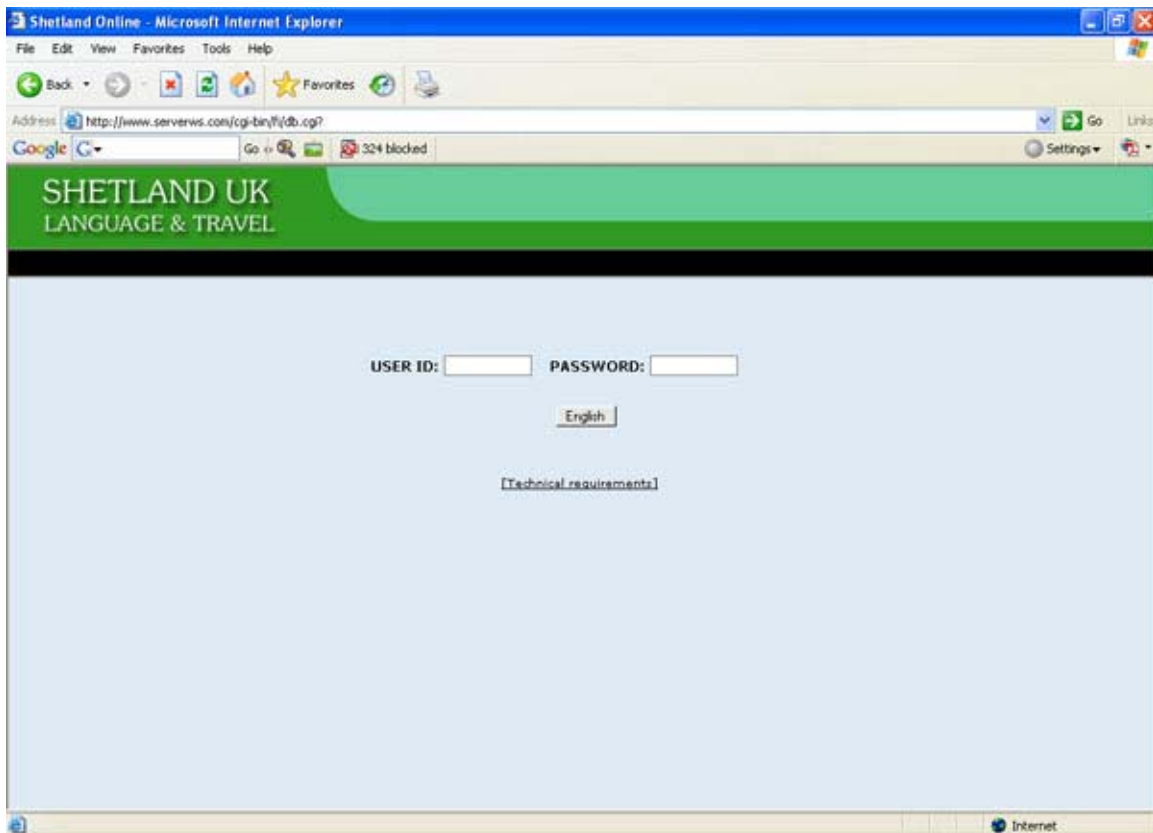 Shetland Online - Microsoft Internet Explorer
File Edit View Favorites Tools Help
Back Favorites
Address http://www.serverws.com/cgi-bin/fi/db.cgi? Go Links
Google G Go 324 blocked Settings
SHETLAND UK
LANGUAGE & TRAVEL
USER ID: PASSWORD:
English
[Technical requirements]
Internet